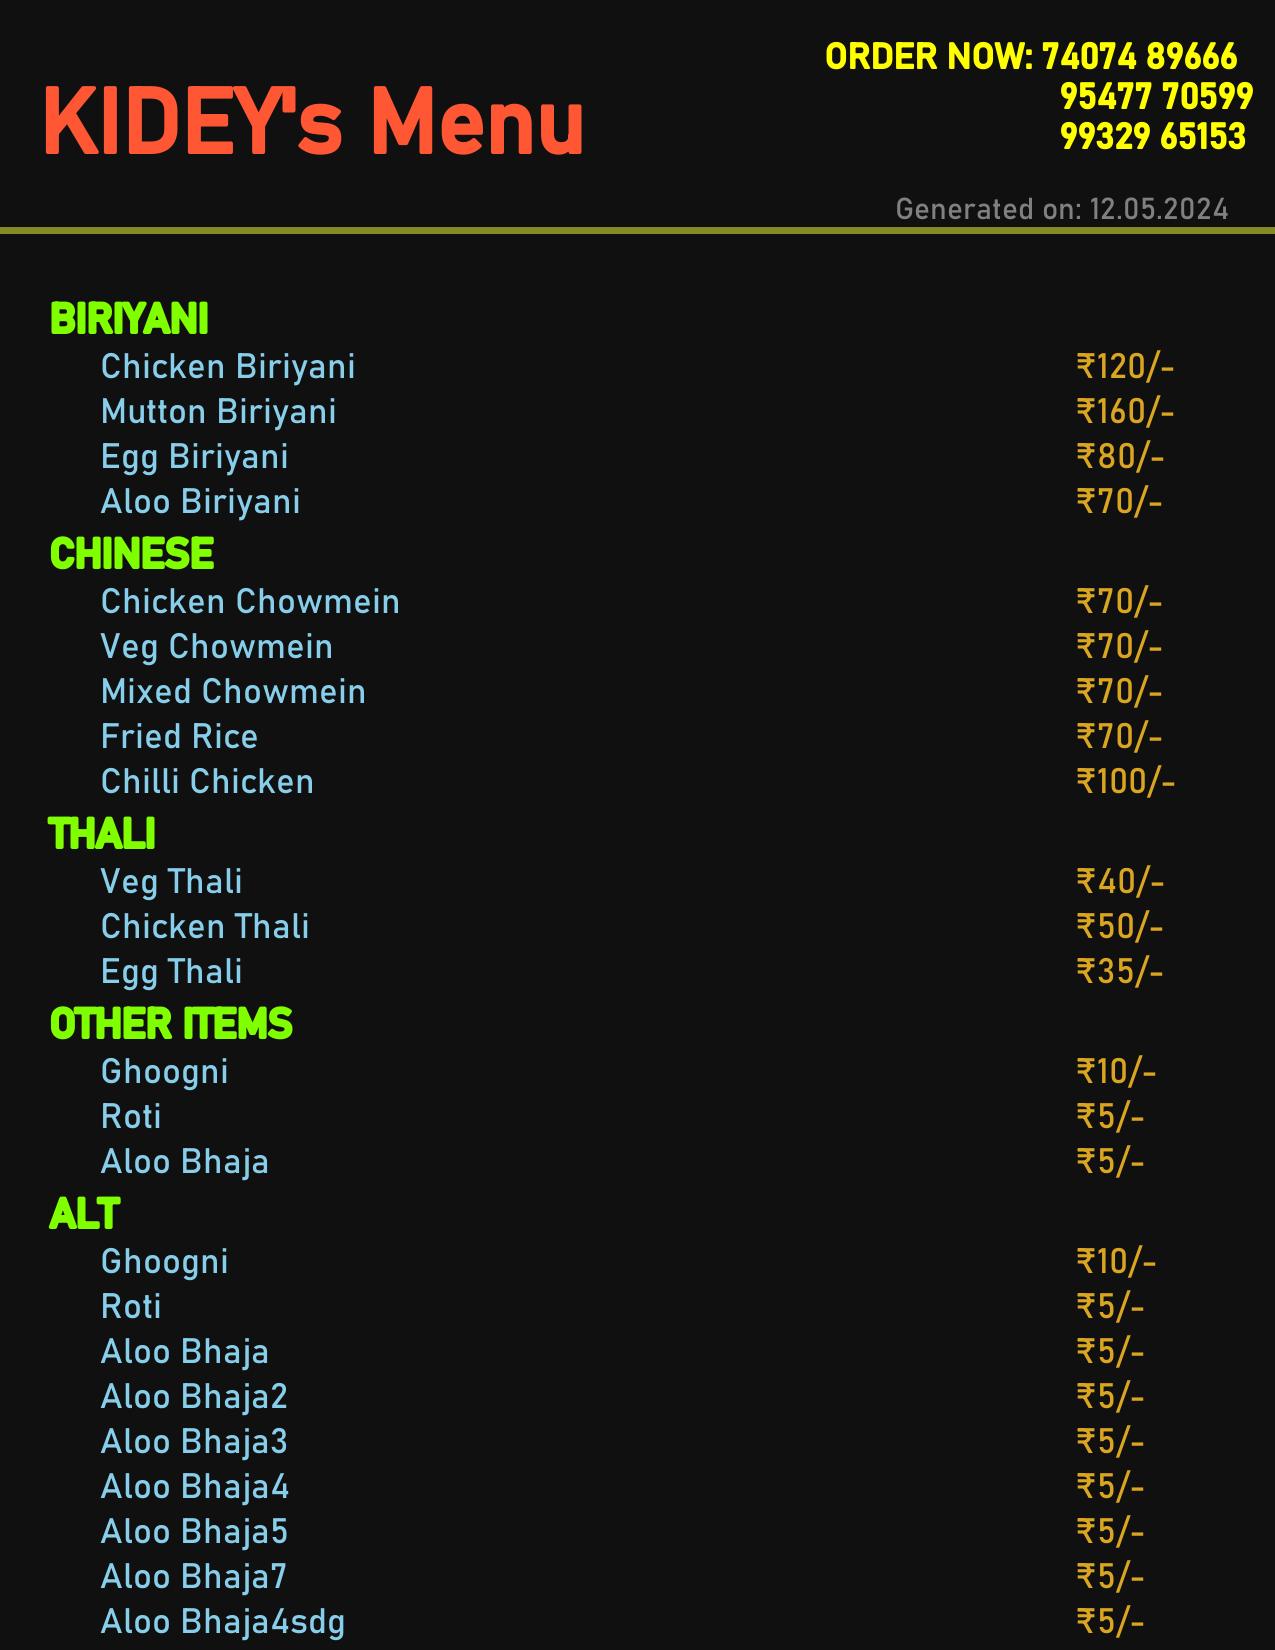 KIDEY's Menu
ORDER NOW: 74074 89666
95477 70599
99329 65153
Generated on: 12.05.2024
BIRIYANI
Chicken Biriyani ₹120/-
Mutton Biriyani ₹160/-
Egg Biriyani ₹80/-
Aloo Biriyani ₹70/-
CHINESE
Chicken Chowmein ₹70/-
Veg Chowmein ₹70/-
Mixed Chowmein ₹70/-
Fried Rice ₹70/-
Chilli Chicken ₹100/-
THALI
Veg Thali ₹40/-
Chicken Thali ₹50/-
Egg Thali ₹35/-
OTHER ITEMS
Ghoogni ₹10/-
Roti ₹5/-
Aloo Bhaja ₹5/-
ALT
Ghoogni ₹10/-
Roti ₹5/-
Aloo Bhaja ₹5/-
Aloo Bhaja2 ₹5/-
Aloo Bhaja3 ₹5/-
Aloo Bhaja4 ₹5/-
Aloo Bhaja5 ₹5/-
Aloo Bhaja7 ₹5/-
Aloo Bhaja4sdg ₹5/-